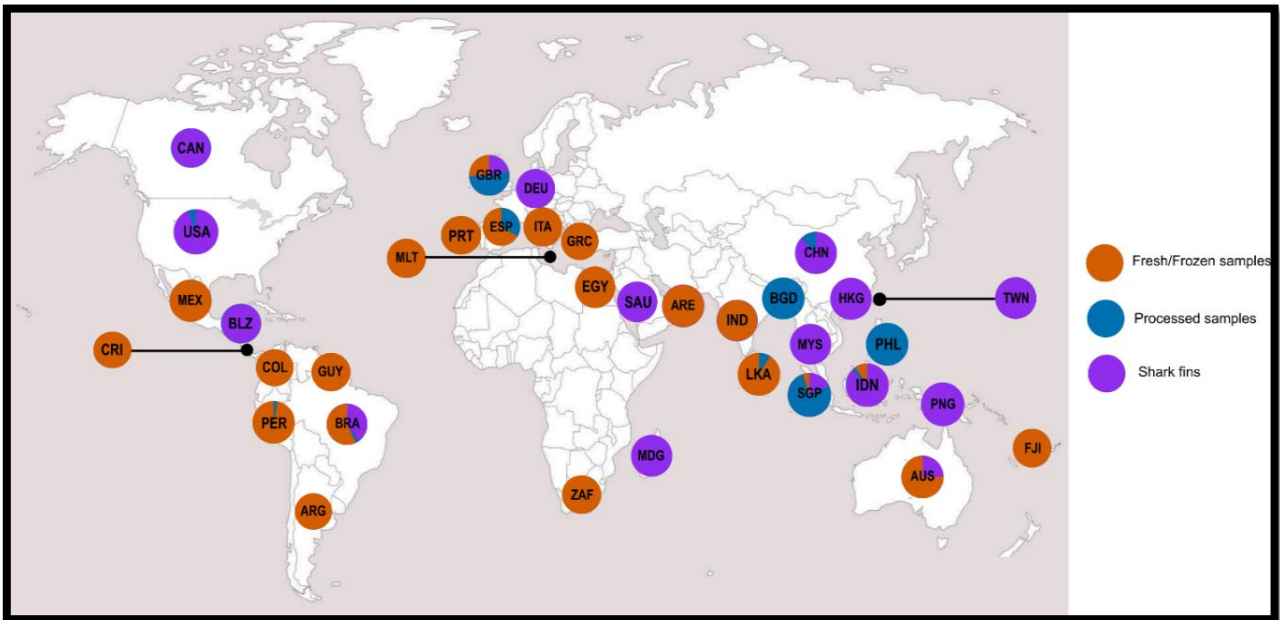 CAN
USA
MEX
BLZ
CRI
COL
GUY
PER
BRA
ARG
GBR
DEU
PRT
ESP
ITA
GRC
MLT
EGY
SAU
ARE
ZAF
MDG
IND
LKA
BGD
CHN
HKG
TWN
MYS
PHL
SGP
IDN
PNG
AUS
FJI
Fresh/Frozen samples
Processed samples
Shark fins